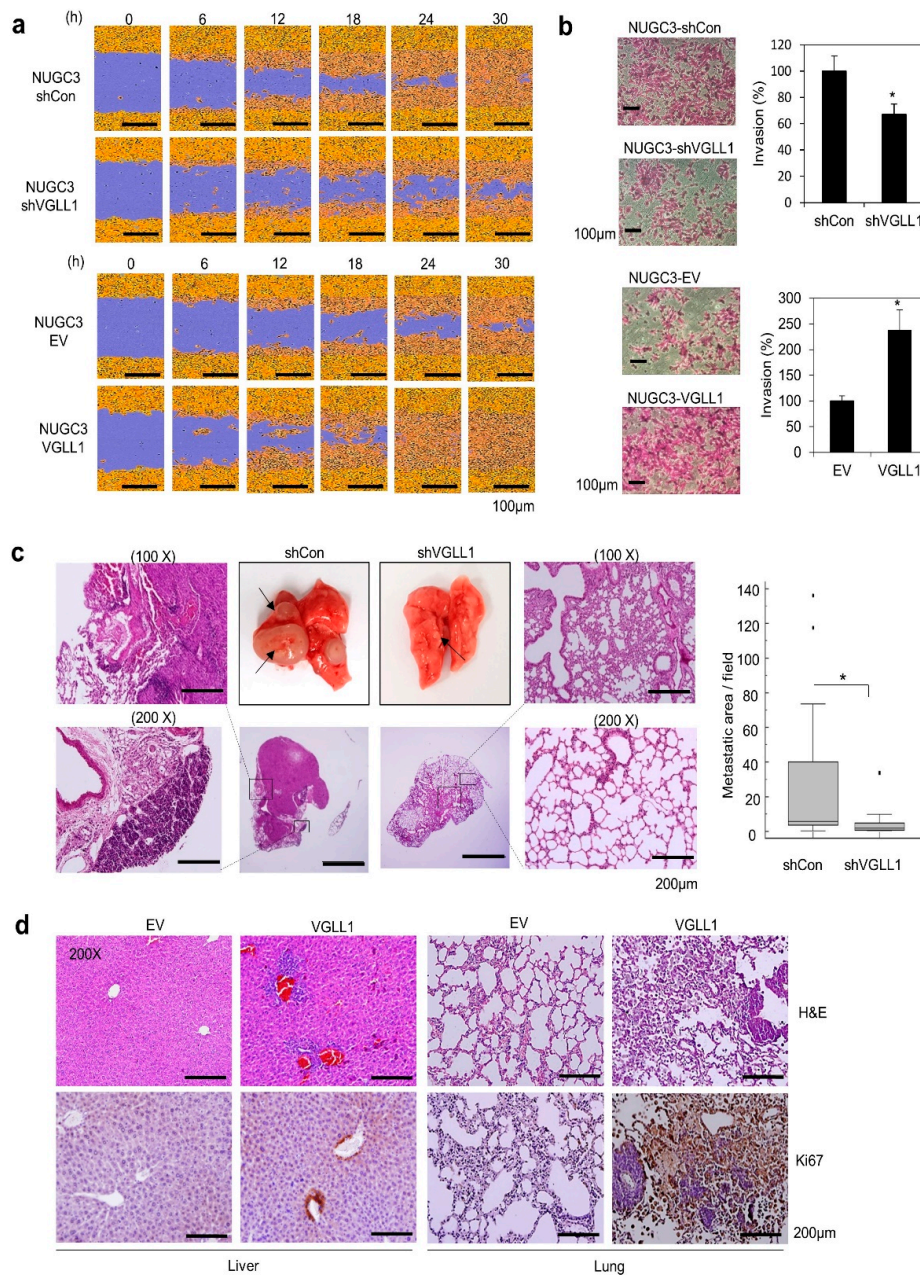 a
(h) 0 6 12 18 24 30
NUGC3
shCon
NUGC3
shVGLL1
(h) 0 6 12 18 24 30
NUGC3
EV
NUGC3
VGLL1
100μm
b
NUGC3-shCon
NUGC3-shVGLL1
100μm
Invasion (%)
120
100
80
60
40
20
0
*
shCon shVGLL1
NUGC3-EV
NUGC3-VGLL1
100μm
Invasion (%)
300
250
200
150
100
50
0
*
EV VGLL1
c
(100 X) shCon shVGLL1 (100 X)
(200 X) (200 X)
200μm
Metastatic area / field
140
120
100
80
60
40
20
0
*
shCon shVGLL1
d
EV VGLL1 EV VGLL1
200X
H&E
Ki67
200μm
Liver Lung